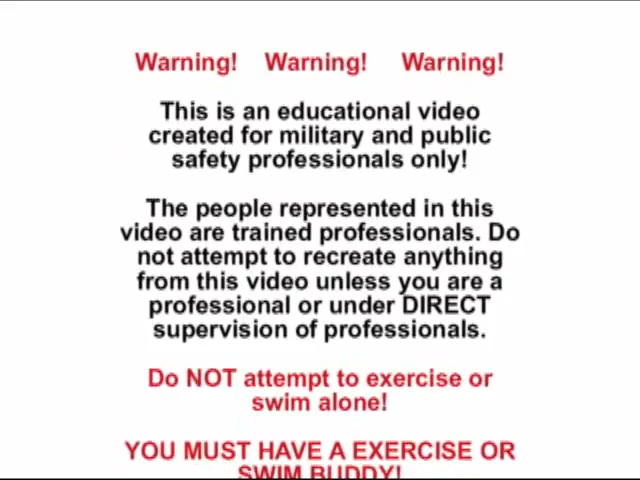 Warning! Warning! Warning!
This is an educational video
created for military and public
safety professionals only!
The people represented in this
video are trained professionals. Do
not attempt to recreate anything
from this video unless you are a
professional or under DIRECT
supervision of professionals.
Do NOT attempt to exercise or
swim alone!
YOU MUST HAVE A EXERCISE OR
SWIM BUDDY!